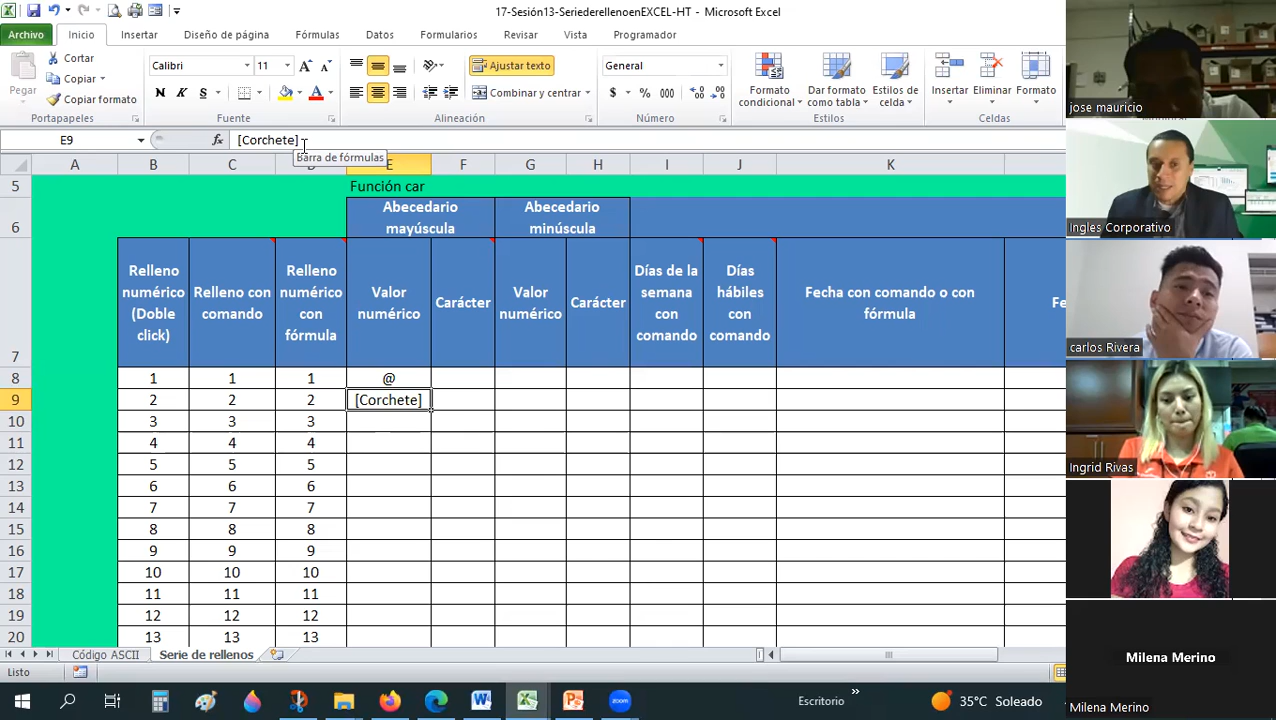 17-Sesión13-SeriederellenoenEXCEL-HT - Microsoft Excel
Archivo Inicio Insertar Diseño de página Fórmulas Datos Formularios Revisar Vista Programador
Pegar
Cortar
Copiar
Copiar formato
Portapapeles
Calibri 11
N K S
Fuente
Ajustar texto
Combinar y centrar
Alineación
General
$ % 000
Número
Formato condicional
Dar formato como tabla
Estilos de celda
Estilos
Insertar Eliminar Formato
Celdas
E9 fx [Corchete]
Barra de fórmulas
A B C D E F G H I J K
5 Función car
6 Abecedario mayúscula Abecedario minúscula
7 Relleno numérico (Doble click) Relleno con comando Relleno numérico con fórmula Valor numérico Carácter Valor numérico Carácter Días de la semana con comando Días hábiles con comando Fecha con comando o con fórmula Fe
8 1 1 1 @
9 2 2 2 [Corchete]
10 3 3 3
11 4 4 4
12 5 5 5
13 6 6 6
14 7 7 7
15 8 8 8
16 9 9 9
17 10 10 10
18 11 11 11
19 12 12 12
20 13 13 13
Código ASCII Serie de rellenos
Listo
Escritorio » 35°C Soleado
zoom
jose mauricio
Ingles Corporativo
carlos Rivera
Ingrid Rivas
Milena Merino
Milena Merino